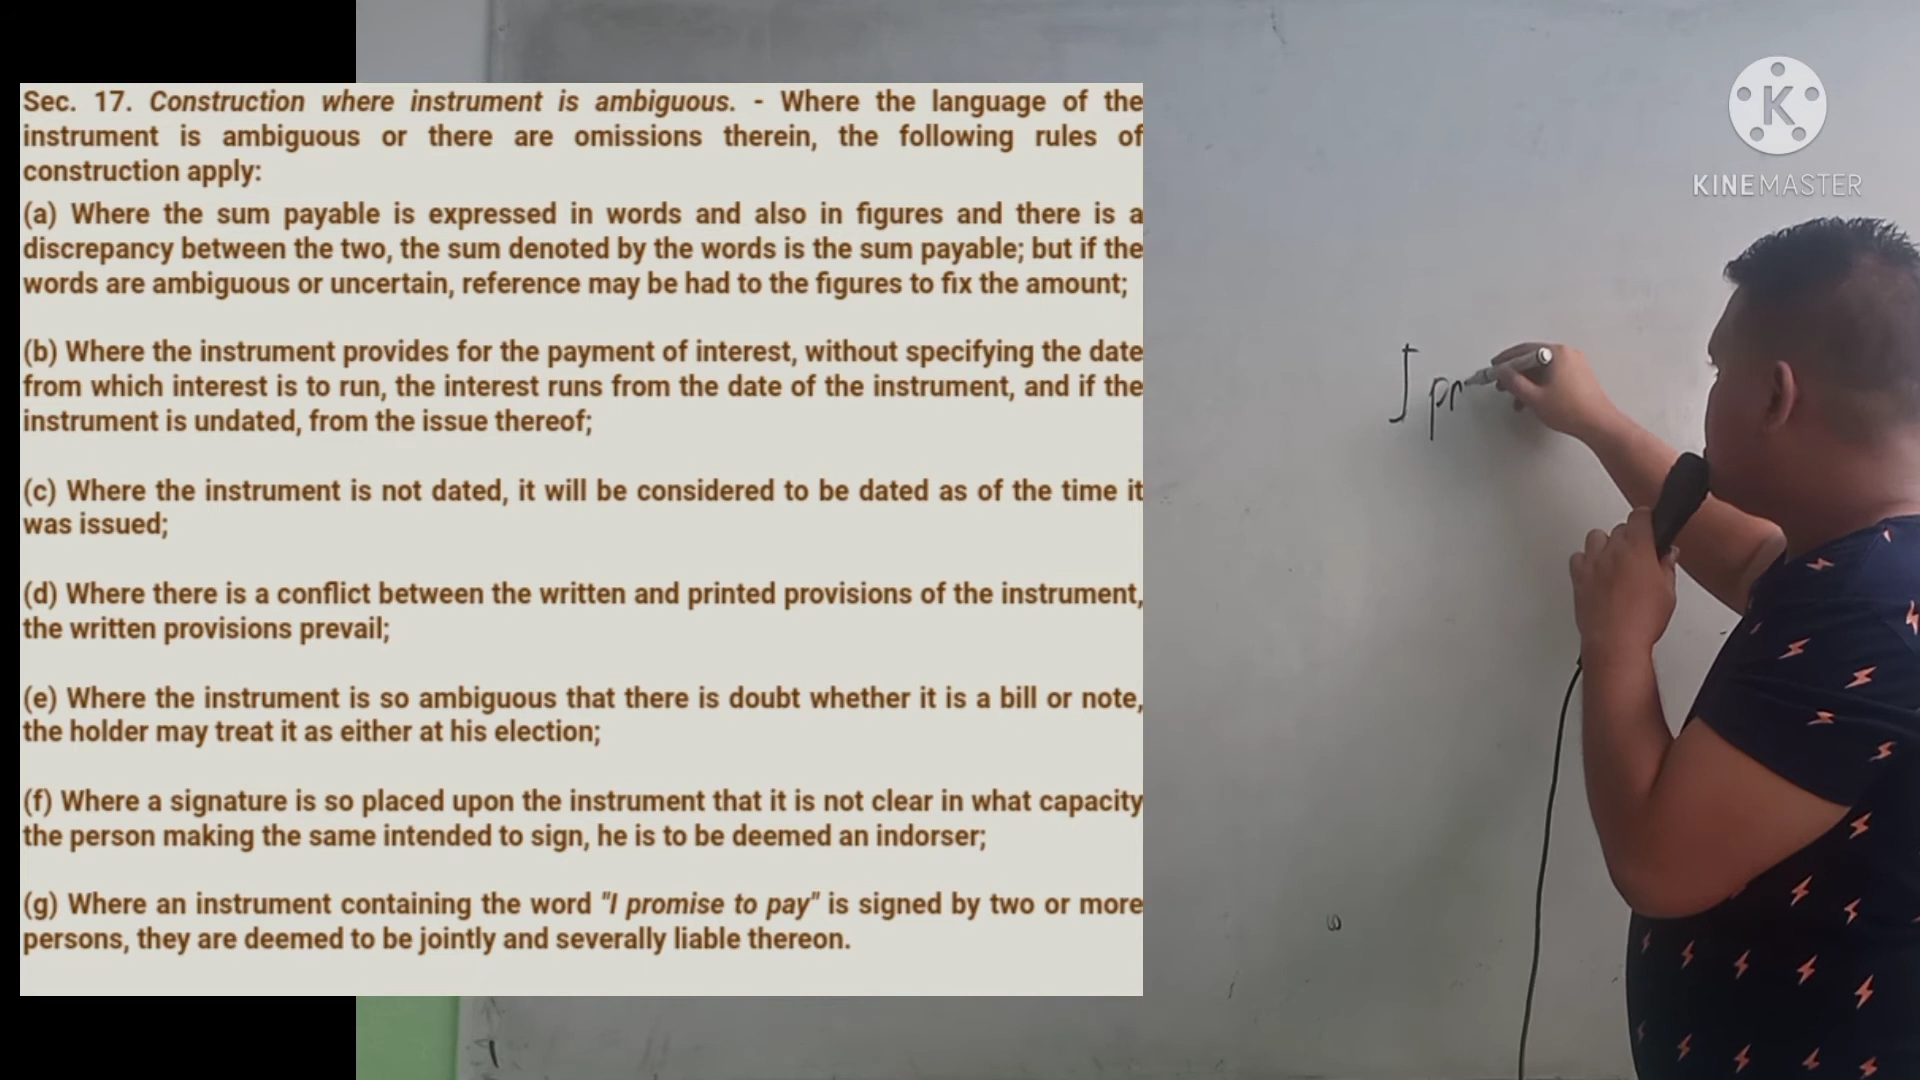 Sec. 17. Construction where instrument is ambiguous. - Where the language of the
instrument is ambiguous or there are omissions therein, the following rules of
construction apply:
(a) Where the sum payable is expressed in words and also in figures and there is a
discrepancy between the two, the sum denoted by the words is the sum payable; but if the
words are ambiguous or uncertain, reference may be had to the figures to fix the amount;
(b) Where the instrument provides for the payment of interest, without specifying the date
from which interest is to run, the interest runs from the date of the instrument, and if the
instrument is undated, from the issue thereof;
(c) Where the instrument is not dated, it will be considered to be dated as of the time it
was issued;
(d) Where there is a conflict between the written and printed provisions of the instrument,
the written provisions prevail;
(e) Where the instrument is so ambiguous that there is doubt whether it is a bill or note,
the holder may treat it as either at his election;
(f) Where a signature is so placed upon the instrument that it is not clear in what capacity
the person making the same intended to sign, he is to be deemed an indorser;
(g) Where an instrument containing the word "I promise to pay" is signed by two or more
persons, they are deemed to be jointly and severally liable thereon.
K
KINEMASTER
I pr